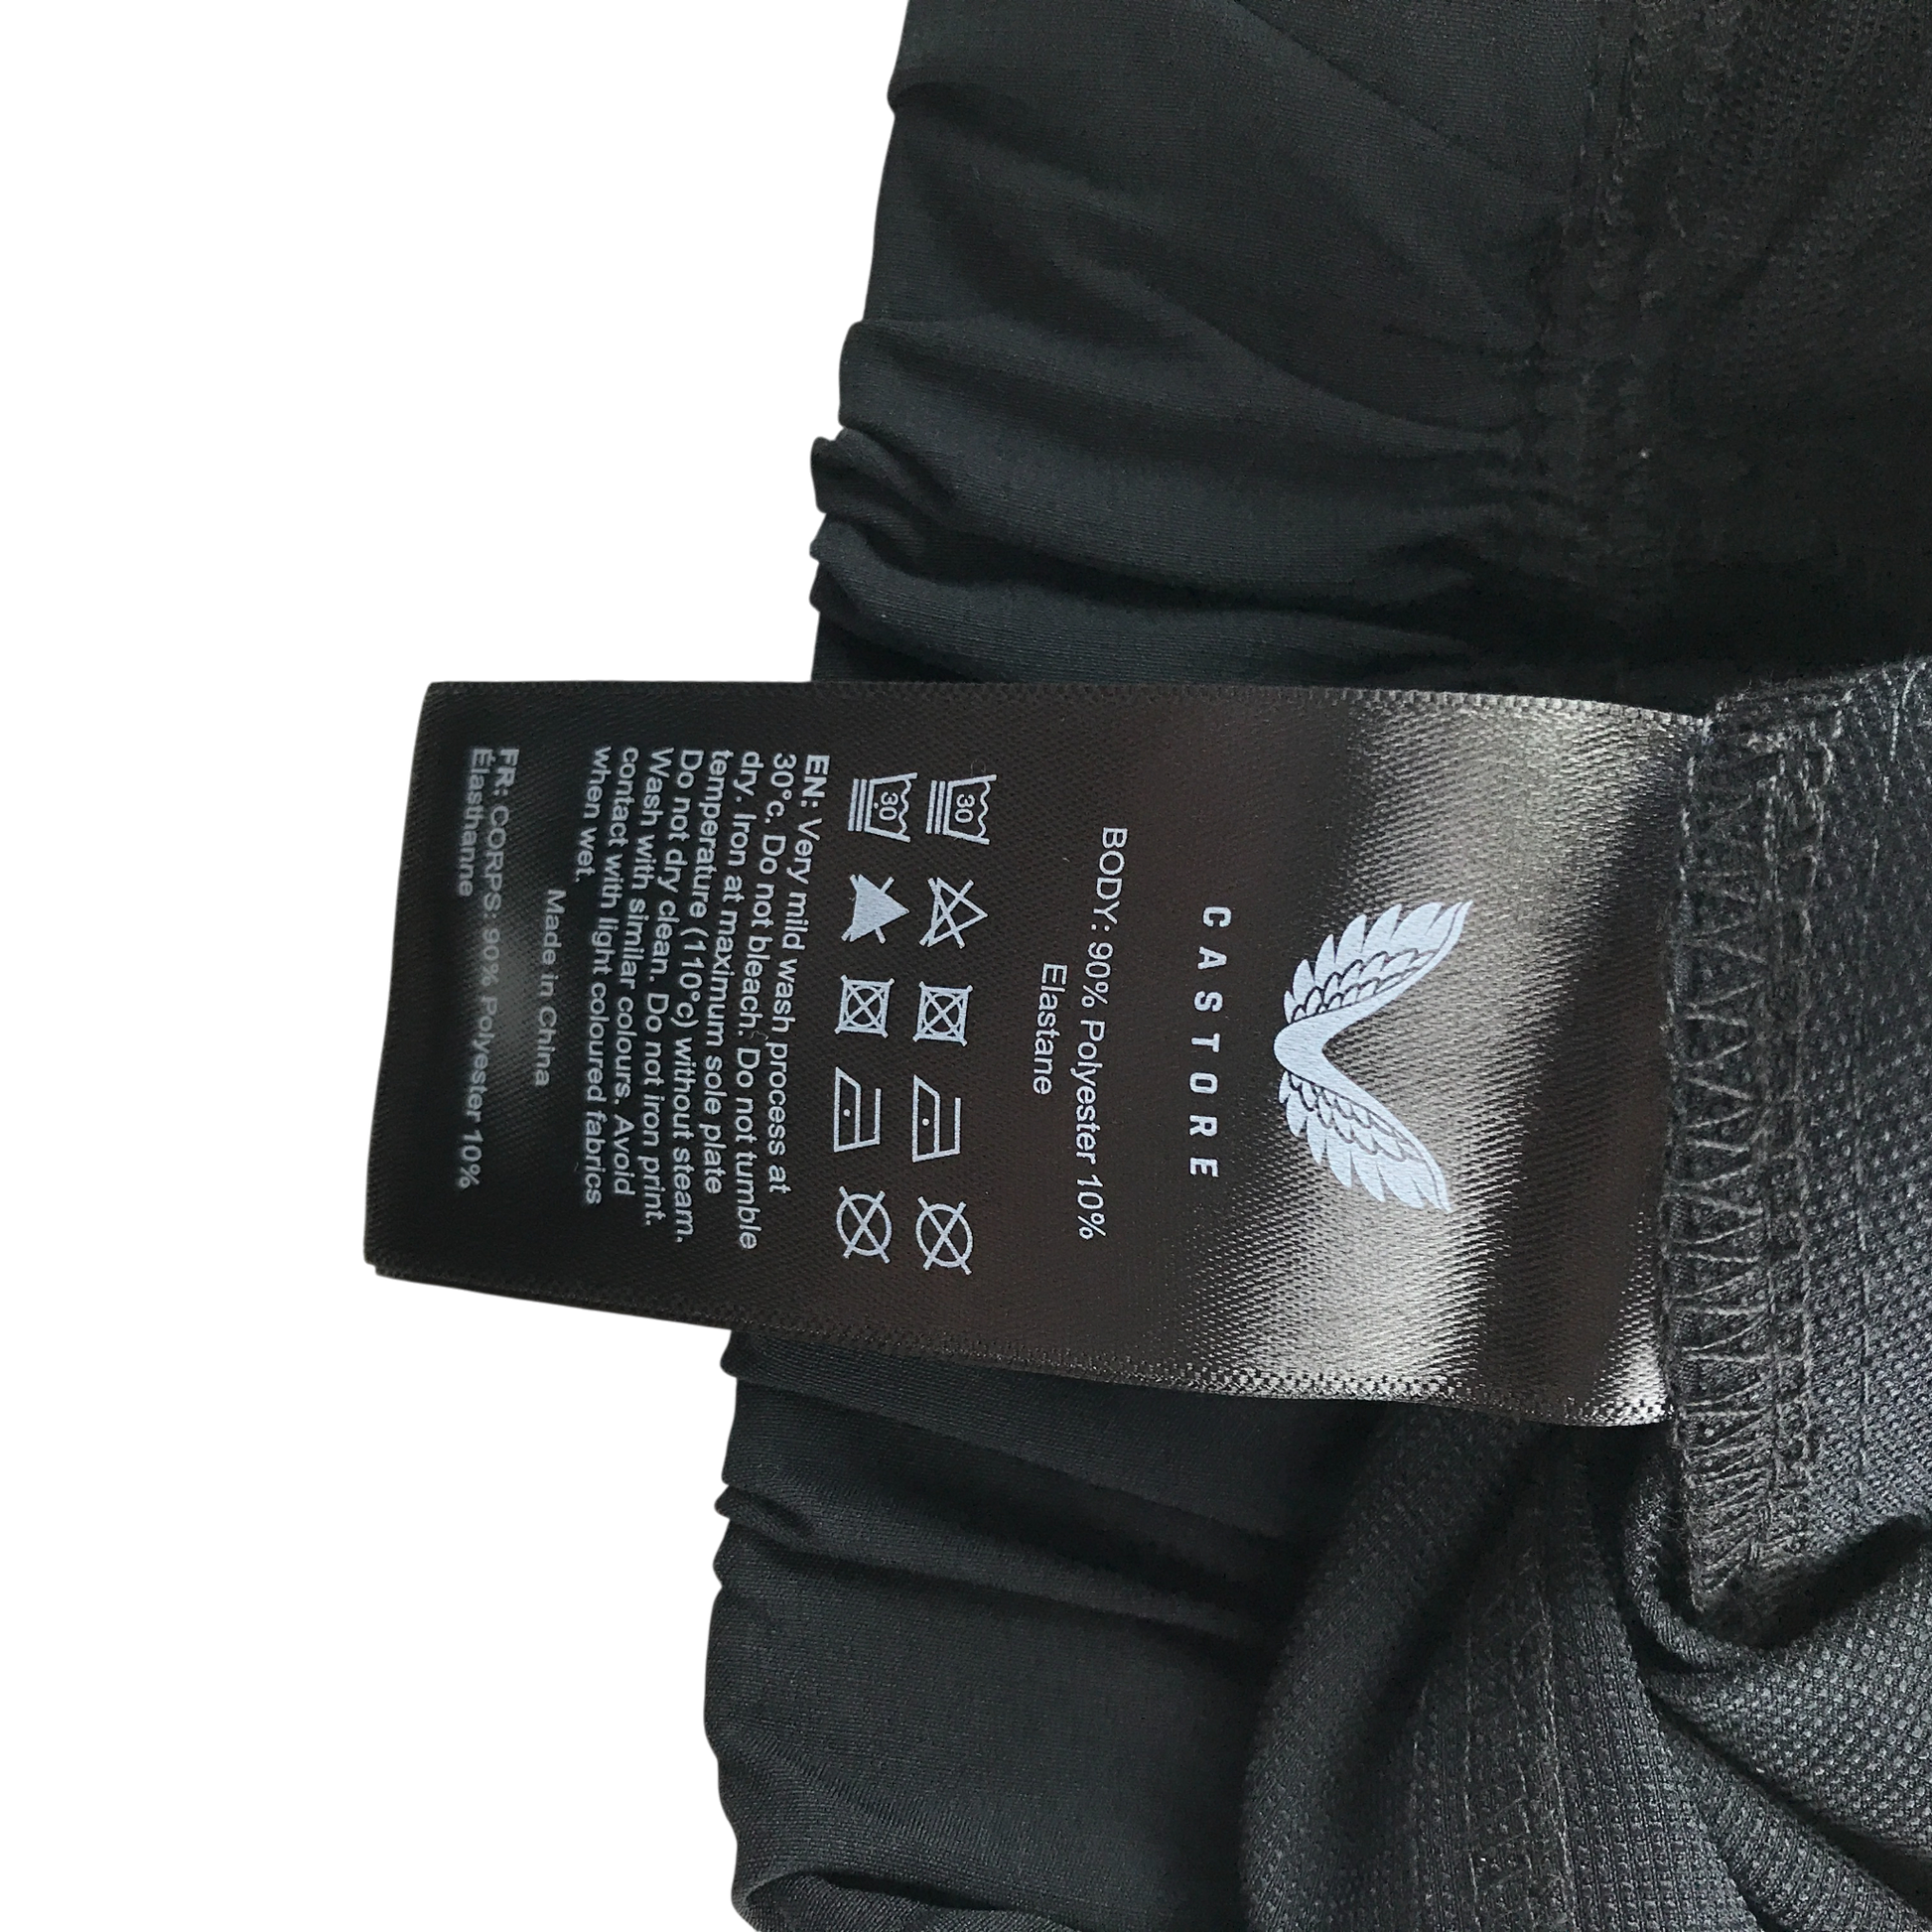 CASTORE
BODY: 90% Polyester 10%
Elastane
30
30
EN: Very mild wash process at
30°c. Do not bleach. Do not tumble
dry. Iron at maximum sole plate
temperature (110°c) without steam.
Do not dry clean. Do not iron print.
Wash with similar colours. Avoid
contact with light coloured fabrics
when wet.
Made in China
FR: CORPS: 90% Polyester 10%
Élasthanne